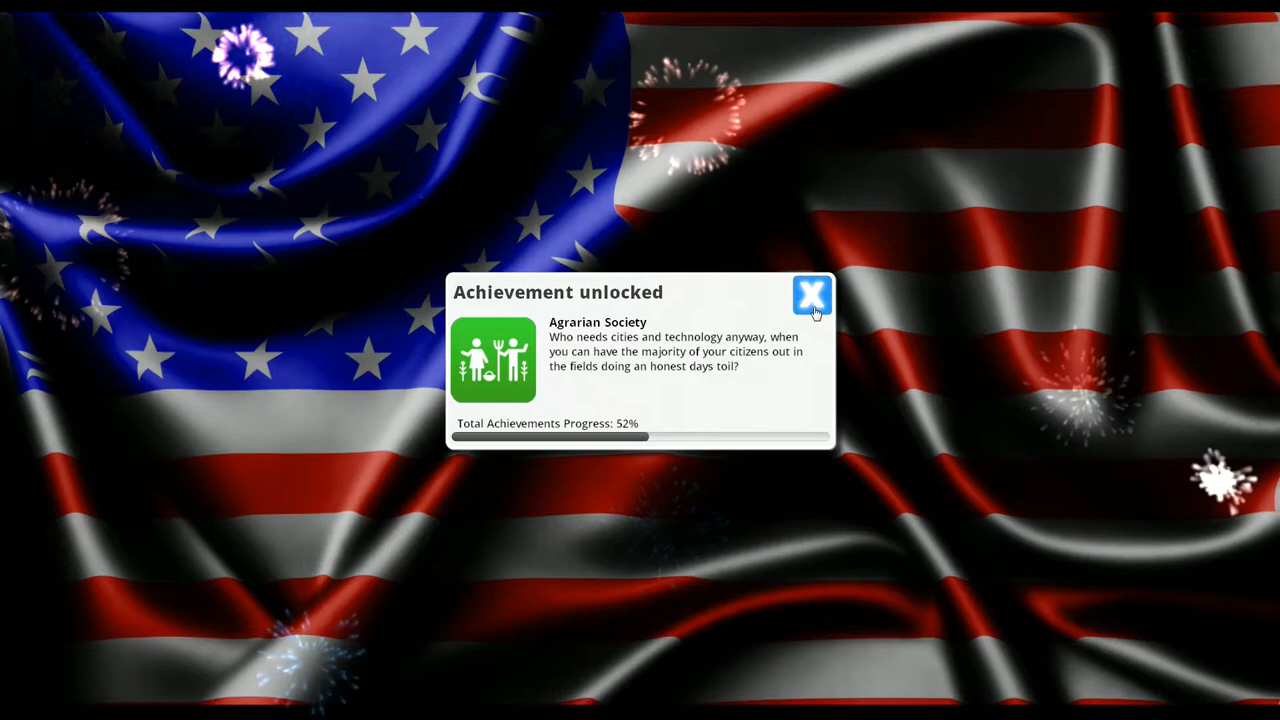 Achievement unlocked
X
Agrarian Society
Who needs cities and technology anyway, when
you can have the majority of your citizens out in
the fields doing an honest days toil?
Total Achievements Progress: 52%